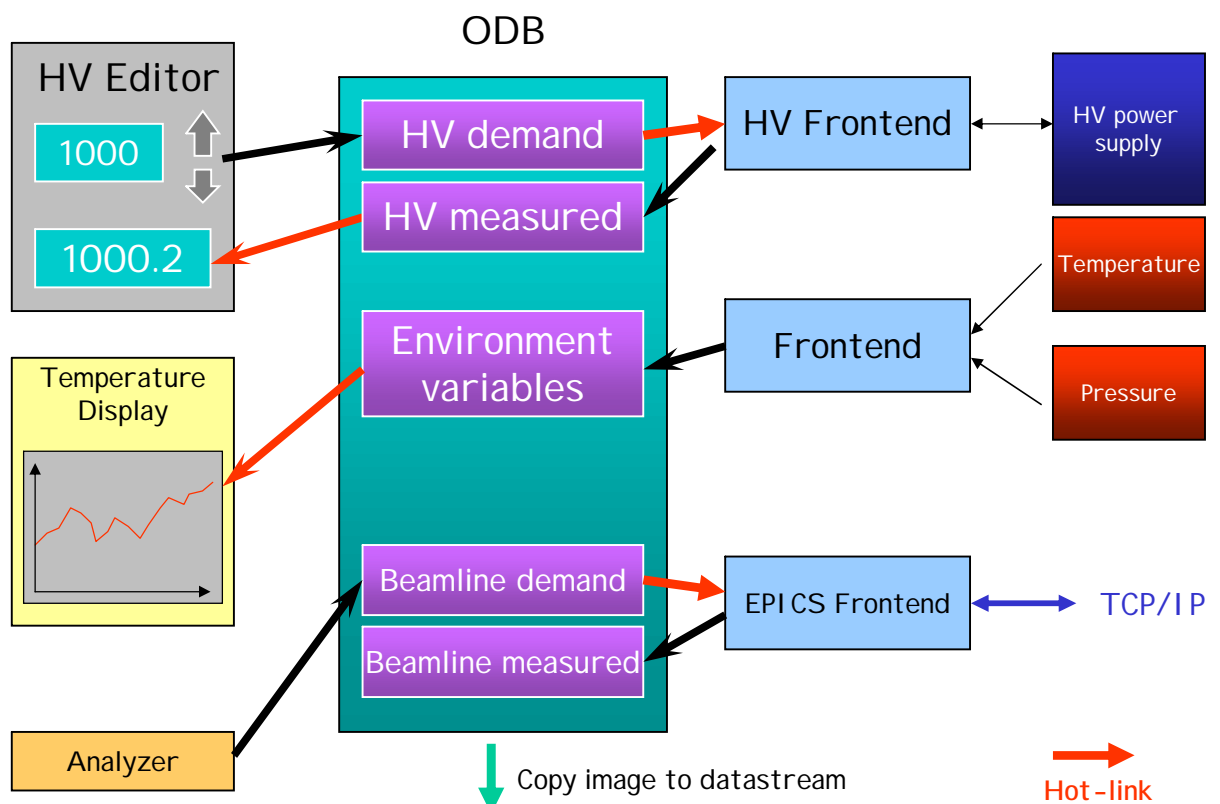 ODB
HV Editor
1000
1000.2
HV demand
HV measured
HV Frontend
HV power
supply
Temperature
Pressure
Environment
variables
Frontend
Temperature
Display
Beamline demand
Beamline measured
EPICS Frontend
TCP/IP
Analyzer
Copy image to datastream
Hot-link